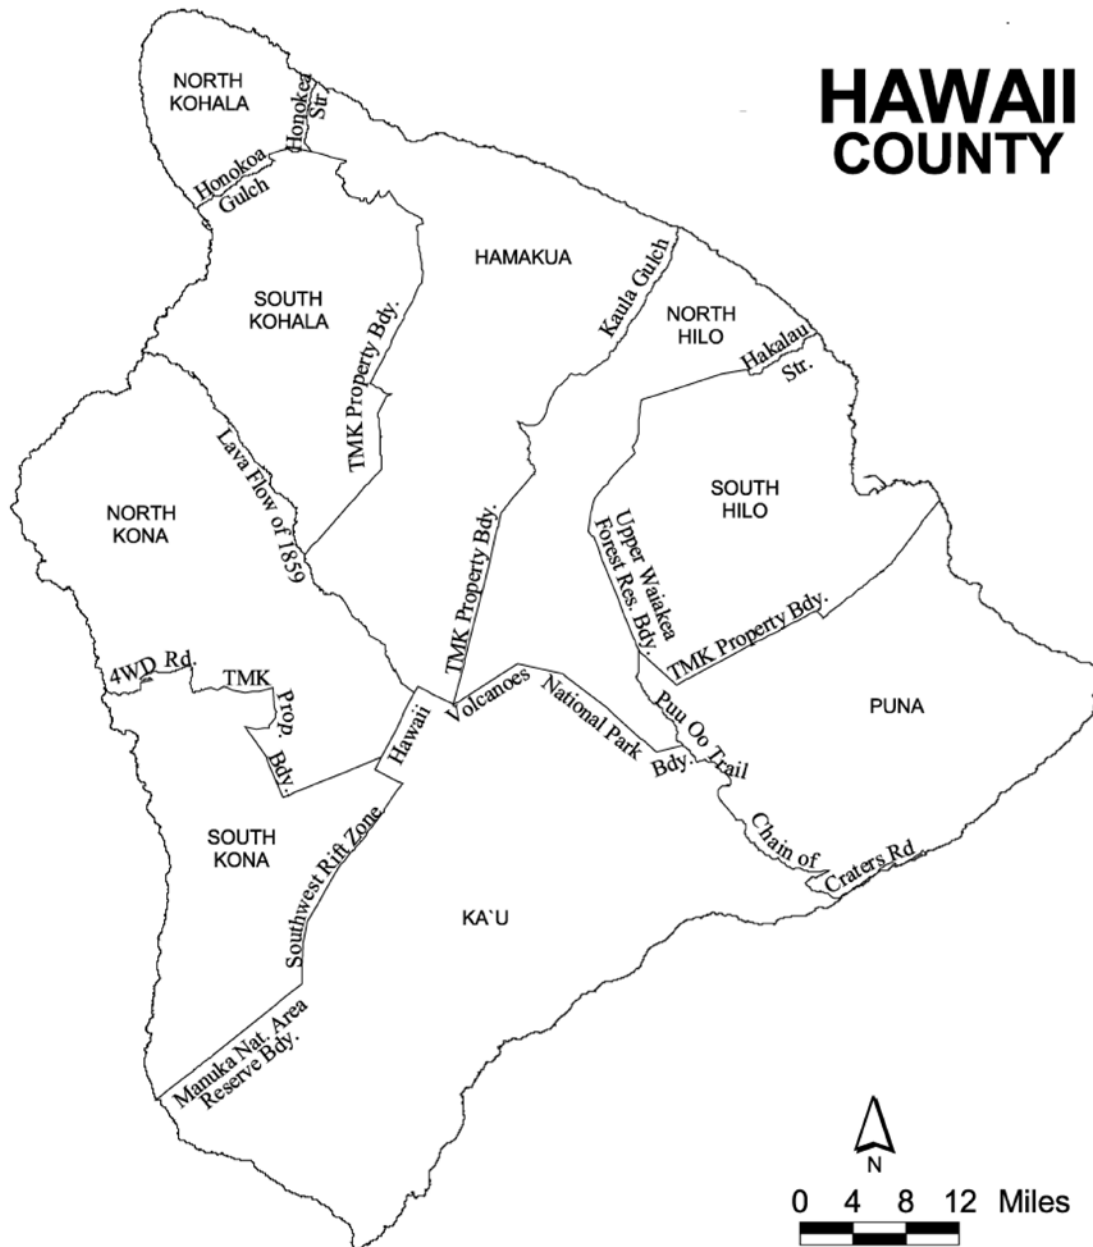 HAWAII
COUNTY
NORTH
KOHALA
Honokea
Str
Honokoa
Gulch
HAMAKUA
SOUTH
KOHALA
TMK Property Bdy.
Kaula Gulch
NORTH
HILO
Hakalau
Str.
Lava Flow of 1859
NORTH
KONA
SOUTH
HILO
Upper Waiakea
Forest Res. Bdy.
TMK Property Bdy.
TMK Property Bdy.
4WD Rd.
TMK
Prop.
Bdy.
Hawaii
Volcanoes
National Park
Bdy.
Puu Oo Trail
PUNA
SOUTH
KONA
Southwest Rift Zone
Chain of
Craters Rd
KA`U
Manuka Nat. Area
Reserve Bdy.
N
0 4 8 12 Miles